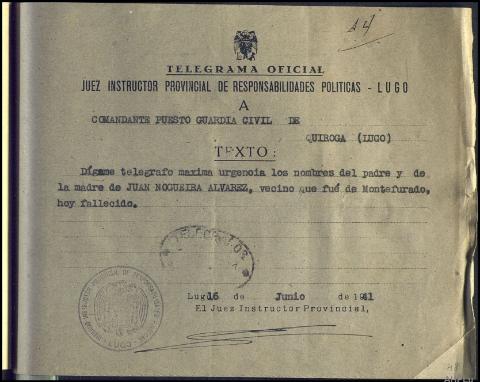 A4
TELEGRAMA OFICIAL
JUEZ INSTRUCTOR PROVINCIAL DE RESPONSABILIDADES POLITICAS - LUGO
A
COMANDANTE PUESTO GUARDIA CIVIL DE
QUIROGA (LUGO)
TEXTO:
Dígame telegrafo maxima urgencia los nombres del padre y de
la madre de JUAN NOGUEIRA ALVAREZ, vecino que fué de Montefurado,
hoy fallecido.
TELEGRAFOS
Lugo 16 de Junio de 1941
El Juez Instructor Provincial,